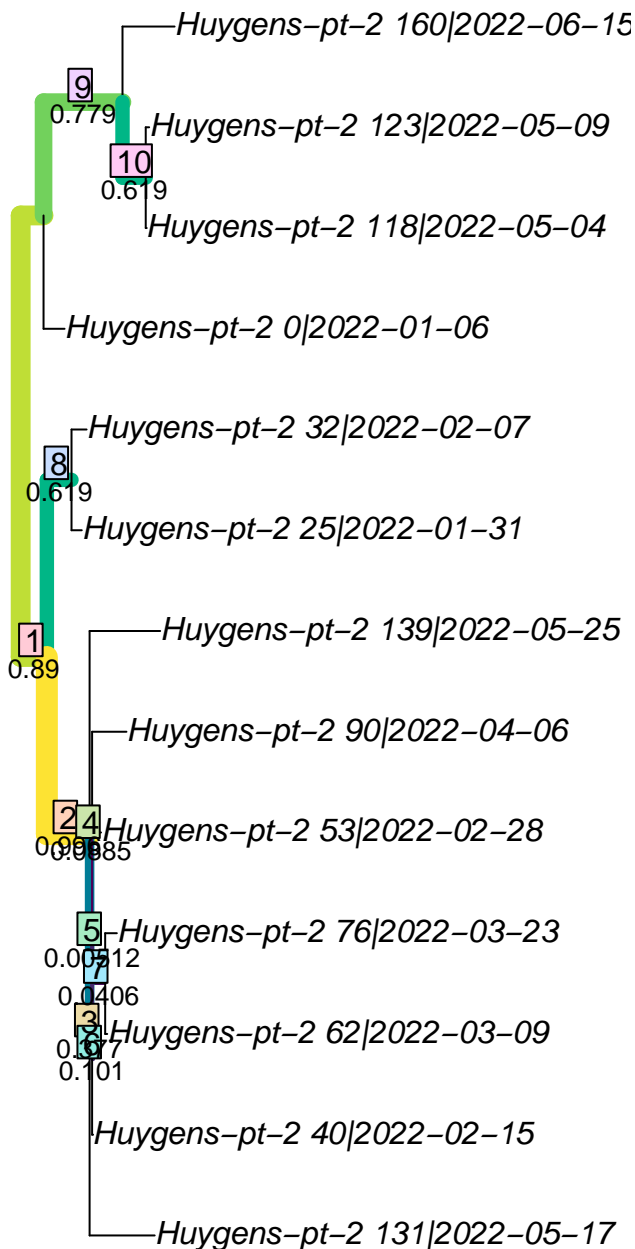 Huygens−pt−2 160|2022−06−15
9
0.779
Huygens−pt−2 123|2022−05−09
10
0.619
Huygens−pt−2 118|2022−05−04
Huygens−pt−2 0|2022−01−06
Huygens−pt−2 32|2022−02−07
8
0.619
Huygens−pt−2 25|2022−01−31
Huygens−pt−2 139|2022−05−25
1
0.89
Huygens−pt−2 90|2022−04−06
2
4
Huygens−pt−2 53|2022−02−28
5
Huygens−pt−2 76|2022−03−23
0.00512
7
0.0406
3
6
Huygens−pt−2 62|2022−03−09
0.101
Huygens−pt−2 40|2022−02−15
Huygens−pt−2 131|2022−05−17